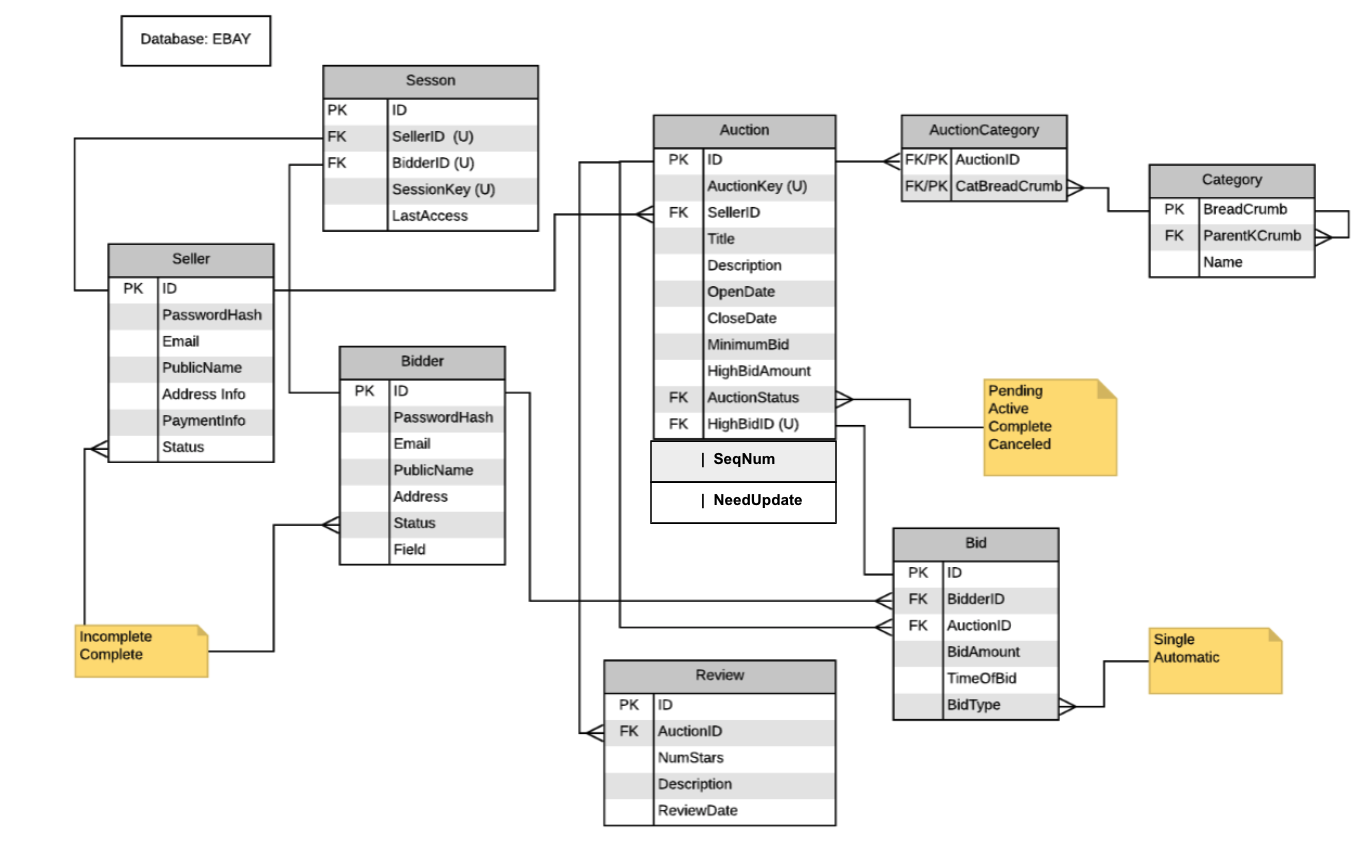 Database: EBAY
Sesson
PK ID
FK SellerID (U)
FK BidderID (U)
SessionKey (U)
LastAccess
Seller
PK ID
PasswordHash
Email
PublicName
Address Info
PaymentInfo
Status
Bidder
PK ID
PasswordHash
Email
PublicName
Address
Status
Field
Incomplete
Complete
Auction
PK ID
AuctionKey (U)
FK SellerID
Title
Description
OpenDate
CloseDate
MinimumBid
HighBidAmount
FK AuctionStatus
FK HighBidID (U)
| SeqNum
| NeedUpdate
AuctionCategory
FK/PK AuctionID
FK/PK CatBreadCrumb
Category
PK BreadCrumb
FK ParentKCrumb
Name
Pending
Active
Complete
Canceled
Bid
PK ID
FK BidderID
FK AuctionID
BidAmount
TimeOfBid
BidType
Single
Automatic
Review
PK ID
FK AuctionID
NumStars
Description
ReviewDate